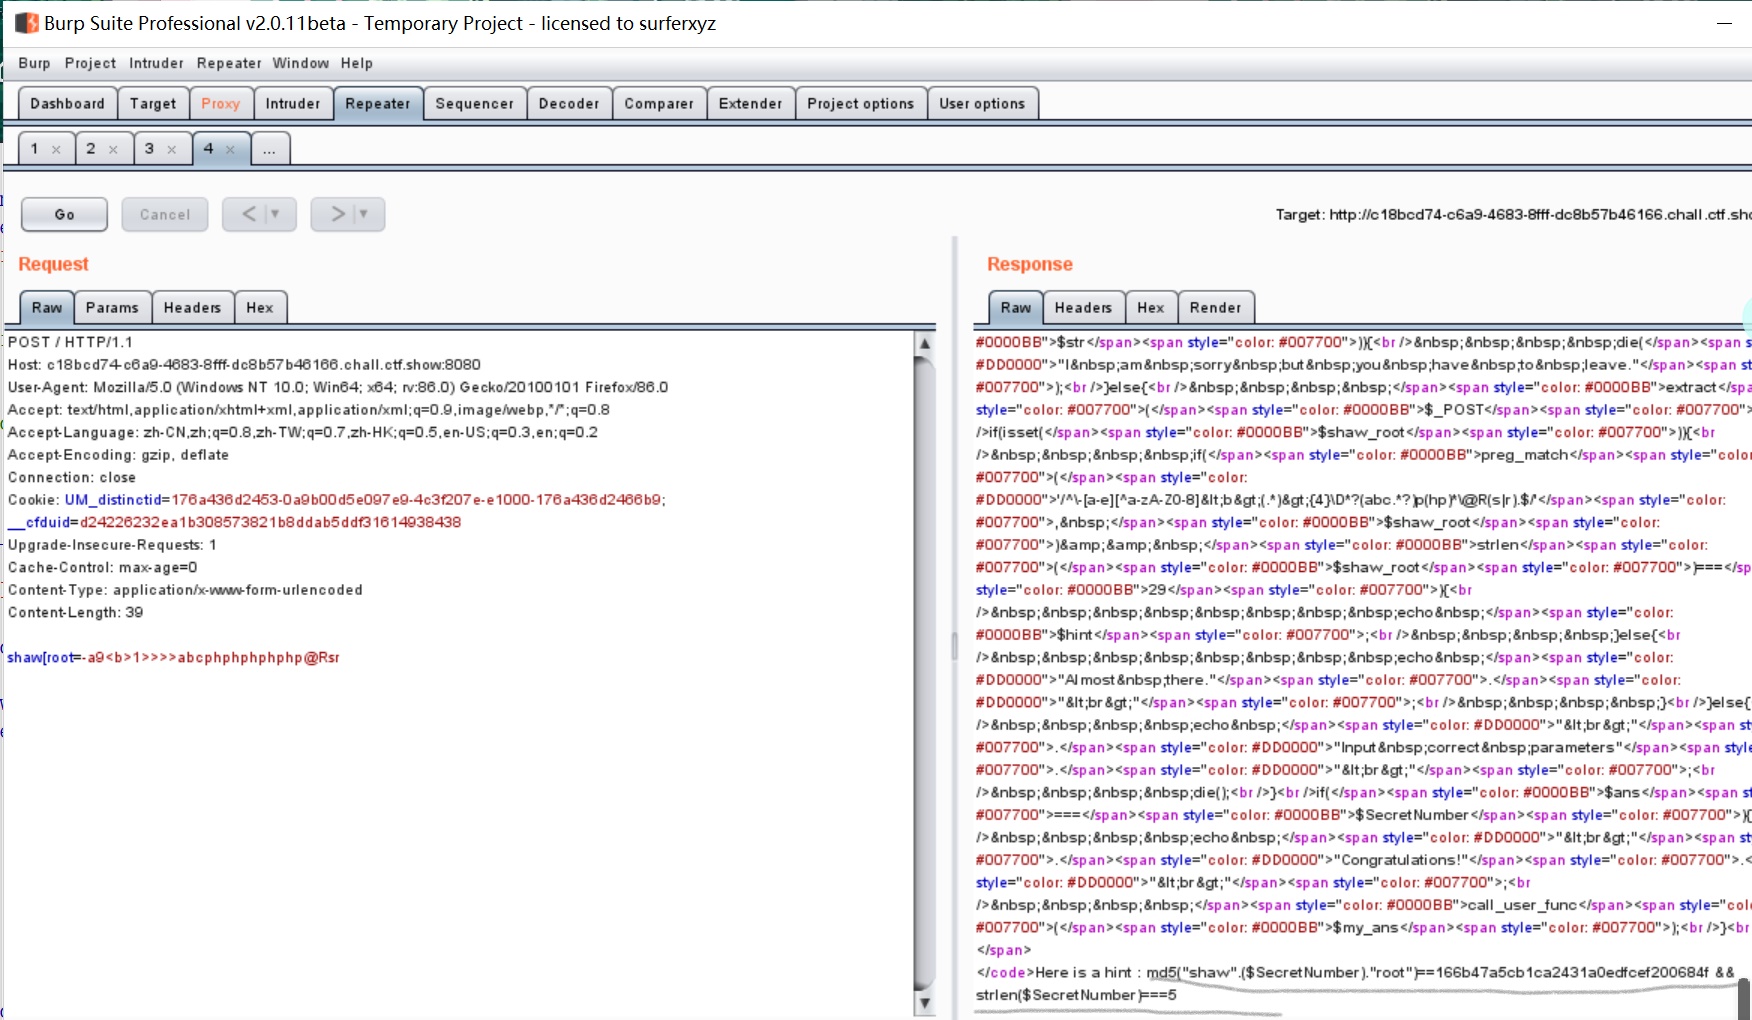 Burp Suite Professional v2.0.11beta - Temporary Project - licensed to surferxyz
Burp Project Intruder Repeater Window Help
Dashboard Target Proxy Intruder Repeater Sequencer Decoder Comparer Extender Project options User options
1 × 2 × 3 × 4 × ...
Go Cancel < ▼ > ▼
Target: http://c18bcd74-c6a9-4683-8fff-dc8b57b46166.chall.ctf.sho
Request
Raw Params Headers Hex
POST / HTTP/1.1
Host: c18bcd74-c6a9-4683-8fff-dc8b57b46166.chall.ctf.show:8080
User-Agent: Mozilla/5.0 (Windows NT 10.0; Win64; x64; rv:86.0) Gecko/20100101 Firefox/86.0
Accept: text/html,application/xhtml+xml,application/xml;q=0.9,image/webp,*/*;q=0.8
Accept-Language: zh-CN,zh;q=0.8,zh-TW;q=0.7,zh-HK;q=0.5,en-US;q=0.3,en;q=0.2
Accept-Encoding: gzip, deflate
Connection: close
Cookie: UM_distinctid=176a436d2453-0a9b00d5e097e9-4c3f207e-e1000-176a436d2466b9;
__cfduid=d24226232ea1b308573821b8ddab5ddf31614938438
Upgrade-Insecure-Requests: 1
Cache-Control: max-age=0
Content-Type: application/x-www-form-urlencoded
Content-Length: 39
shaw[root=-a9<b>1>>>>abcphphphphphp@Rsr
Response
Raw Headers Hex Render
#0000BB">$str</span><span style="color: #007700">)){<br />&nbsp;&nbsp;&nbsp;&nbsp;die(</span><span s
#DD0000">"I&nbsp;am&nbsp;sorry&nbsp;but&nbsp;you&nbsp;have&nbsp;to&nbsp;leave."</span><span st
#007700">);<br />}else{<br />&nbsp;&nbsp;&nbsp;&nbsp;</span><span style="color: #0000BB">extract</spa
style="color: #007700">(</span><span style="color: #0000BB">$_POST</span><span style="color: #007700">
/>if(isset(</span><span style="color: #0000BB">$shaw_root</span><span style="color: #007700">)){<br
/>&nbsp;&nbsp;&nbsp;&nbsp;if(</span><span style="color: #0000BB">preg_match</span><span style="color
#007700">(</span><span style="color:
#DD0000">'/^\-[a-e][^a-zA-Z0-8]&lt;b&gt;(.*)&gt;{4}\D*?(abc.*?)p(hp)*\@R(s|r).$/'</span><span style="color:
#007700">,&nbsp;</span><span style="color: #0000BB">$shaw_root</span><span style="color:
#007700">)&amp;&amp;&nbsp;</span><span style="color: #0000BB">strlen</span><span style="color:
#007700">(</span><span style="color: #0000BB">$shaw_root</span><span style="color: #007700">)===</sp
style="color: #0000BB">29</span><span style="color: #007700">){<br
/>&nbsp;&nbsp;&nbsp;&nbsp;&nbsp;&nbsp;&nbsp;&nbsp;echo&nbsp;</span><span style="color:
#0000BB">$hint</span><span style="color: #007700">;<br />&nbsp;&nbsp;&nbsp;&nbsp;}else{<br
/>&nbsp;&nbsp;&nbsp;&nbsp;&nbsp;&nbsp;&nbsp;&nbsp;echo&nbsp;</span><span style="color:
#DD0000">"Almost&nbsp;there."</span><span style="color: #007700">.</span><span style="color:
#DD0000">"&lt;br&gt;"</span><span style="color: #007700">;<br />&nbsp;&nbsp;&nbsp;&nbsp;}<br />}else{
/>&nbsp;&nbsp;&nbsp;&nbsp;echo&nbsp;</span><span style="color: #DD0000">"&lt;br&gt;"</span><span st
#007700">.</span><span style="color: #DD0000">"Input&nbsp;correct&nbsp;parameters"</span><span style
#007700">.</span><span style="color: #DD0000">"&lt;br&gt;"</span><span style="color: #007700">;<br
/>&nbsp;&nbsp;&nbsp;&nbsp;die();<br />}<br />if(</span><span style="color: #0000BB">$ans</span><span st
#007700">===</span><span style="color: #0000BB">$SecretNumber</span><span style="color: #007700">){
/>&nbsp;&nbsp;&nbsp;&nbsp;echo&nbsp;</span><span style="color: #DD0000">"&lt;br&gt;"</span><span st
#007700">.</span><span style="color: #DD0000">"Congratulations!"</span><span style="color: #007700">.<
style="color: #DD0000">"&lt;br&gt;"</span><span style="color: #007700">;<br
/>&nbsp;&nbsp;&nbsp;&nbsp;</span><span style="color: #0000BB">call_user_func</span><span style="col
#007700">(</span><span style="color: #0000BB">$my_ans</span><span style="color: #007700">);<br />}<br
</span>
</code>Here is a hint : md5("shaw".($SecretNumber)."root")==166b47a5cb1ca2431a0edfcef200684f &&
strlen($SecretNumber)===5